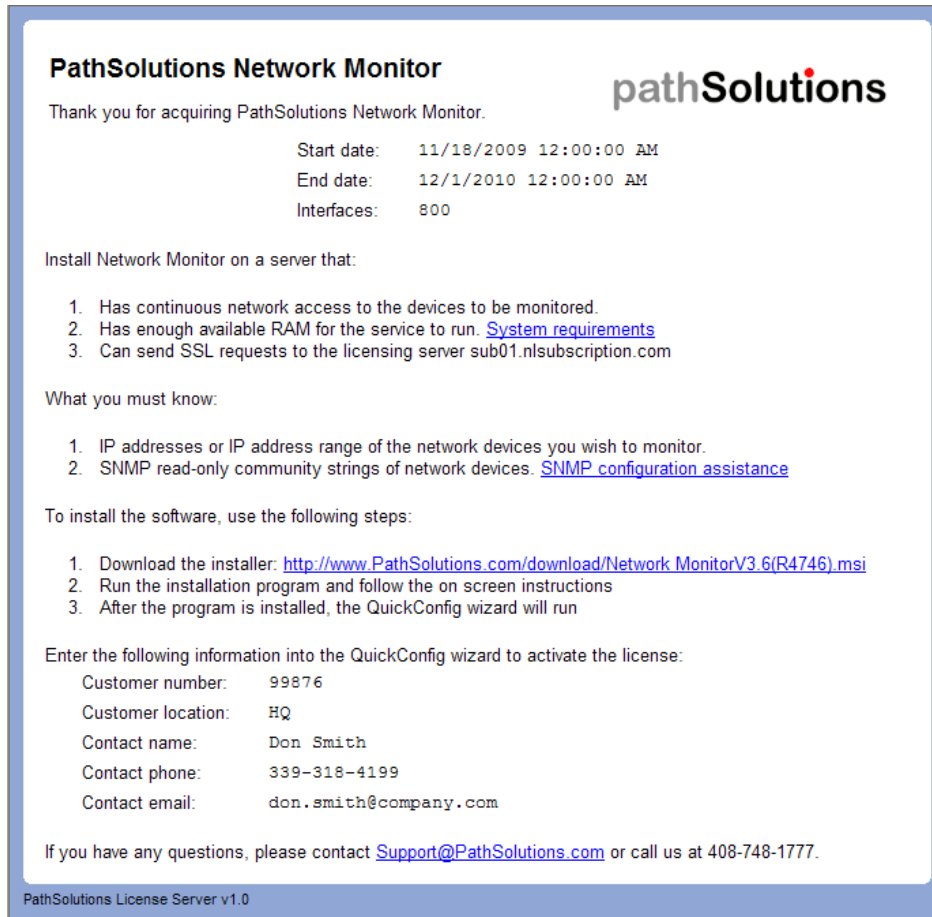 PathSolutions Network Monitor
pathSolutions
Thank you for acquiring PathSolutions Network Monitor.
Start date: 11/18/2009 12:00:00 AM
End date: 12/1/2010 12:00:00 AM
Interfaces: 800
Install Network Monitor on a server that:
1. Has continuous network access to the devices to be monitored.
2. Has enough available RAM for the service to run. System requirements
3. Can send SSL requests to the licensing server sub01.nlsubscription.com
What you must know:
1. IP addresses or IP address range of the network devices you wish to monitor.
2. SNMP read-only community strings of network devices. SNMP configuration assistance
To install the software, use the following steps:
1. Download the installer: http://www.PathSolutions.com/download/Network MonitorV3.6(R4746).msi
2. Run the installation program and follow the on screen instructions
3. After the program is installed, the QuickConfig wizard will run
Enter the following information into the QuickConfig wizard to activate the license:
Customer number: 99876
Customer location: HQ
Contact name: Don Smith
Contact phone: 339-318-4199
Contact email: don.smith@company.com
If you have any questions, please contact Support@PathSolutions.com or call us at 408-748-1777.
PathSolutions License Server v1.0